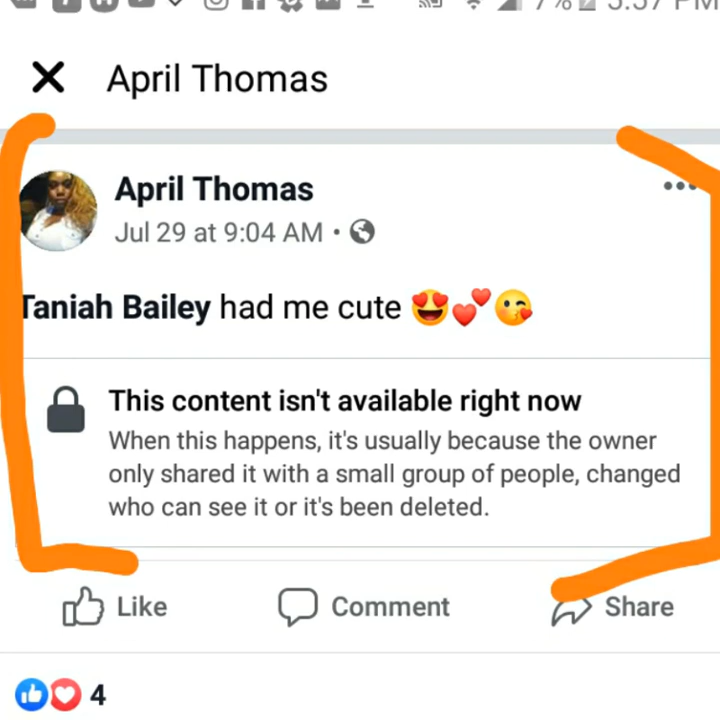 April Thomas
April Thomas
Jul 29 at 9:04 AM •
Taniah Bailey had me cute
This content isn't available right now
When this happens, it's usually because the owner
only shared it with a small group of people, changed
who can see it or it's been deleted.
Like Comment Share
4